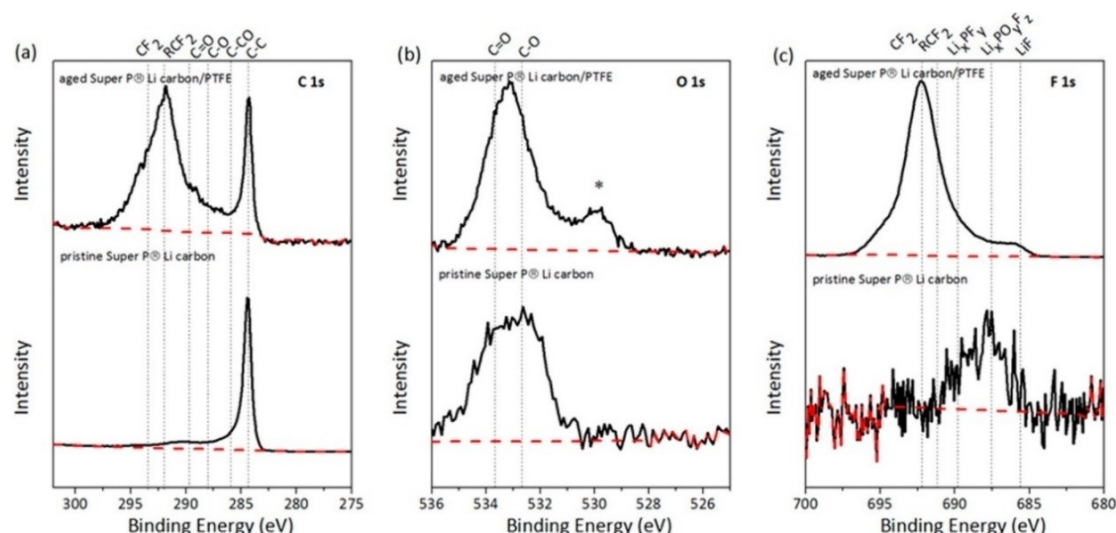 (a)
CF₂
RCF₂
C=O
C-O
C-CO
C-C
aged Super P® Li carbon/PTFE
C 1s
Intensity
pristine Super P® Li carbon
Intensity
300 295 290 285 280 275
Binding Energy (eV)
(b)
C=O
C-O
aged Super P® Li carbon/PTFE
O 1s
*
Intensity
pristine Super P® Li carbon
Intensity
536 534 532 530 528 526
Binding Energy (eV)
(c)
CF₂
RCF₂
LiₓPFᵧ
LiₓPOᵧF_z
LiF
aged Super P® Li carbon/PTFE
F 1s
Intensity
pristine Super P® Li carbon
Intensity
700 695 690 685 680
Binding Energy (eV)